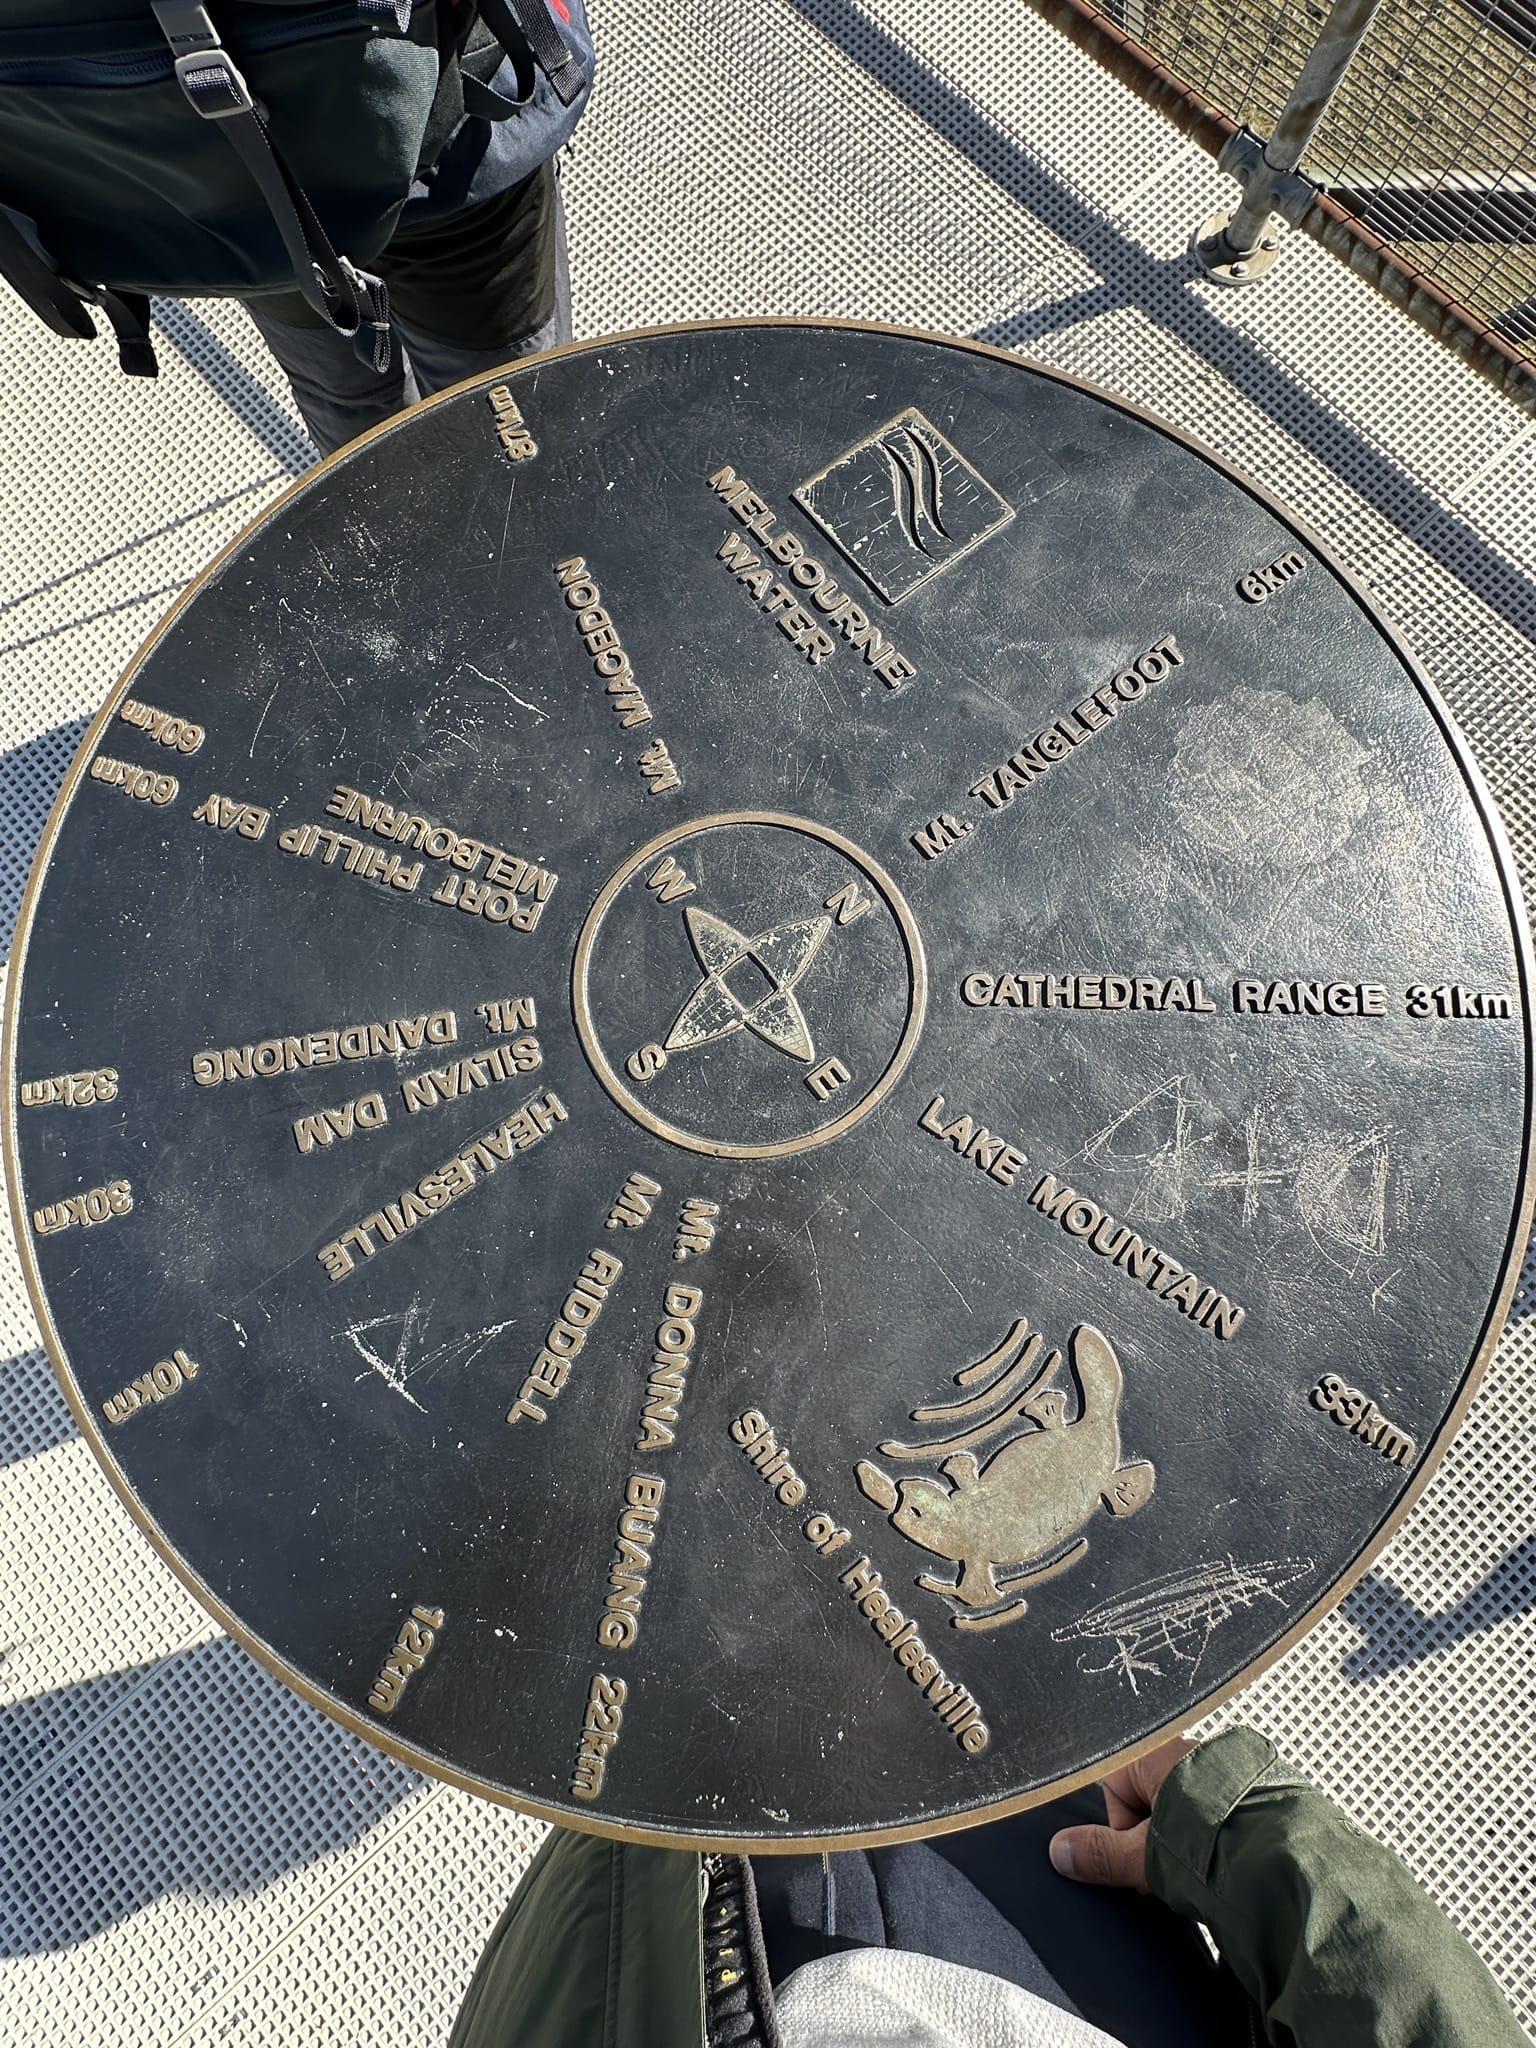 MELBOURNE
WATER
6km
Mt. TANGLEFOOT
CATHEDRAL RANGE 31km
LAKE MOUNTAIN
33km
Shire of Healesville
Mt. DONNA BUANG 22km
Mt. RIDDELL
12km
HEALESVILLE
10km
SILVAN DAM
30km
Mt. DANDENONG
32km
PORT PHILLIP BAY 60km
MELBOURNE
60km
Mt. MACEDON
87km
N
E
S
W